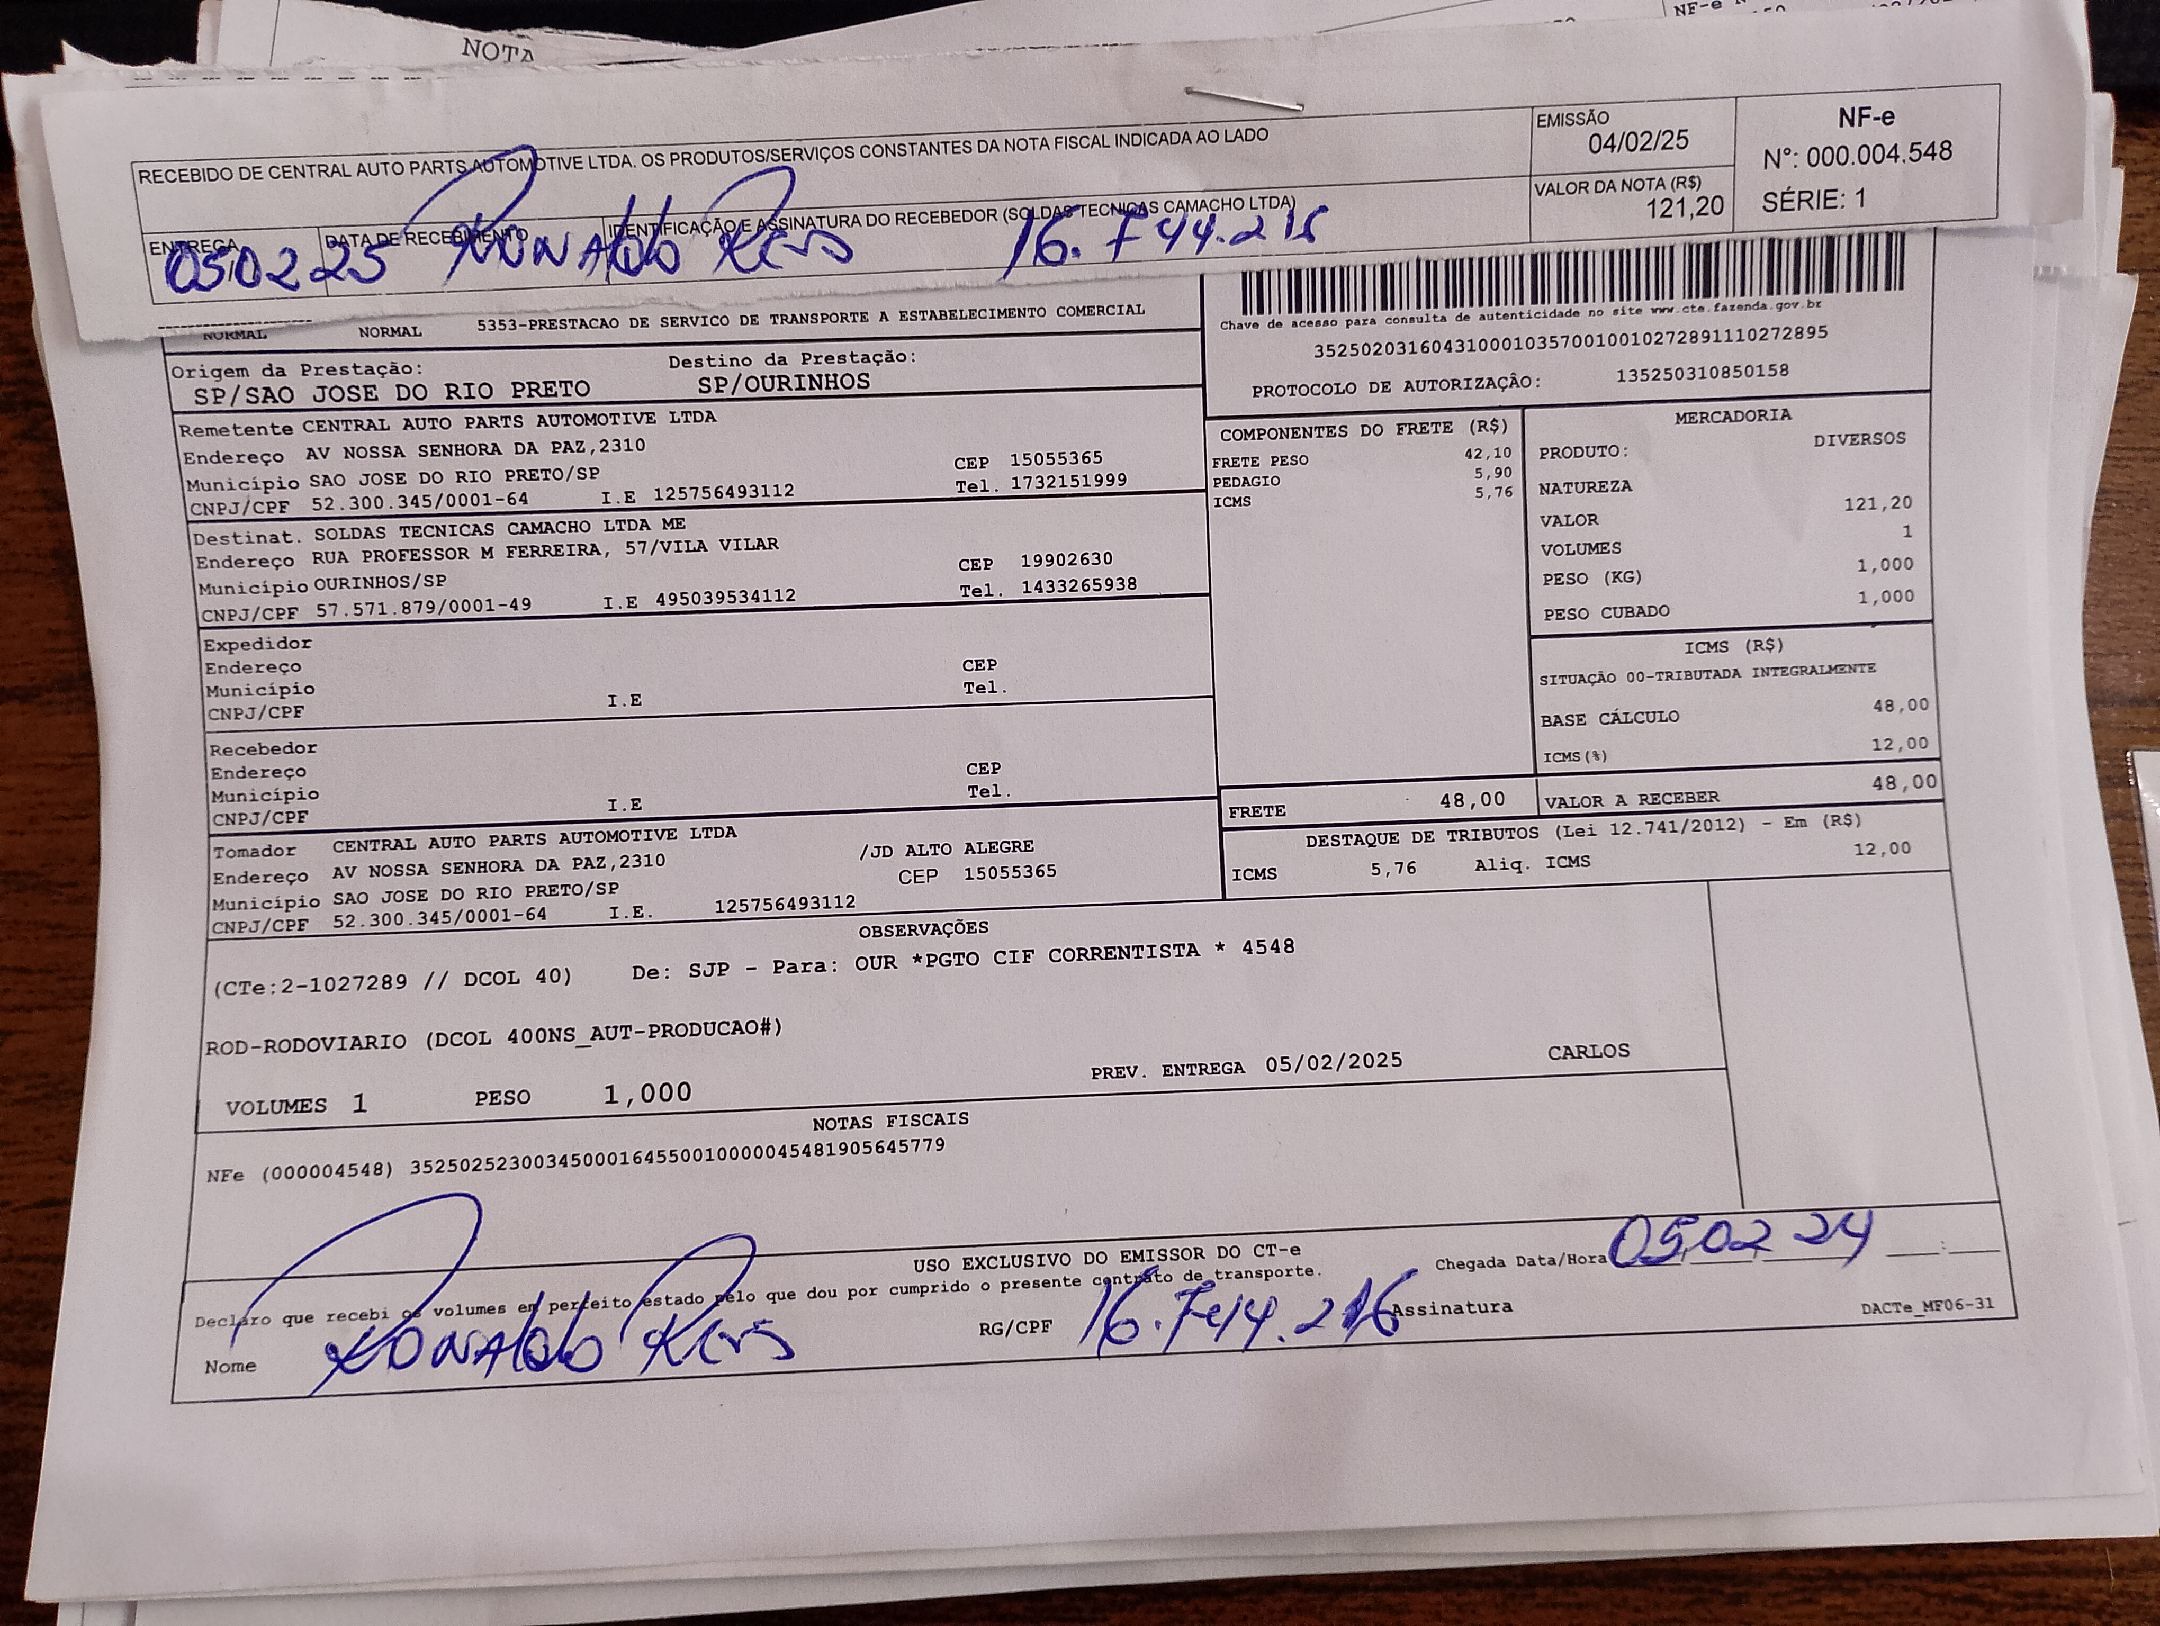 NOTA
NF-e
RECEBIDO DE CENTRAL AUTO PARTS AUTOMOTIVE LTDA. OS PRODUTOS/SERVIÇOS CONSTANTES DA NOTA FISCAL INDICADA AO LADO
EMISSÃO
04/02/25
VALOR DA NOTA (R$)
121,20
NF-e
N°: 000.004.548
SÉRIE: 1
ENTREGA
DATA DE RECEBIMENTO
IDENTIFICAÇÃO E ASSINATURA DO RECEBEDOR (SOLDAS TECNICAS CAMACHO LTDA)
05 02 25 RONALDO
NORMAL NORMAL 5353-PRESTACAO DE SERVICO DE TRANSPORTE A ESTABELECIMENTO COMERCIAL
Chave de acesso para consulta de autenticidade no site www.cte.fazenda.gov.br
35250203160431000103570010010272891110272895
PROTOCOLO DE AUTORIZAÇÃO: 135250310850158
Origem da Prestação: Destino da Prestação:
SP/SAO JOSE DO RIO PRETO SP/OURINHOS
Remetente CENTRAL AUTO PARTS AUTOMOTIVE LTDA
Endereço AV NOSSA SENHORA DA PAZ,2310
Município SAO JOSE DO RIO PRETO/SP CEP 15055365
CNPJ/CPF 52.300.345/0001-64 I.E 125756493112 Tel. 1732151999
Destinat. SOLDAS TECNICAS CAMACHO LTDA ME
Endereço RUA PROFESSOR M FERREIRA, 57/VILA VILAR
Município OURINHOS/SP CEP 19902630
CNPJ/CPF 57.571.879/0001-49 I.E 495039534112 Tel. 1433265938
Expedidor
Endereço CEP
Município Tel.
CNPJ/CPF I.E
Recebedor
Endereço CEP
Município Tel.
CNPJ/CPF I.E
Tomador CENTRAL AUTO PARTS AUTOMOTIVE LTDA
Endereço AV NOSSA SENHORA DA PAZ,2310 /JD ALTO ALEGRE
Município SAO JOSE DO RIO PRETO/SP CEP 15055365
CNPJ/CPF 52.300.345/0001-64 I.E. 125756493112
COMPONENTES DO FRETE (R$)
FRETE PESO 42,10
PEDAGIO 5,90
ICMS 5,76
MERCADORIA
PRODUTO: DIVERSOS
NATUREZA
VALOR 121,20
VOLUMES 1
PESO (KG) 1,000
PESO CUBADO 1,000
ICMS (R$)
SITUAÇÃO 00-TRIBUTADA INTEGRALMENTE
BASE CÁLCULO 48,00
ICMS(%) 12,00
FRETE 48,00 VALOR A RECEBER 48,00
DESTAQUE DE TRIBUTOS (Lei 12.741/2012) - Em (R$)
ICMS 5,76 Aliq. ICMS 12,00
OBSERVAÇÕES
(CTe:2-1027289 // DCOL 40) De: SJP - Para: OUR *PGTO CIF CORRENTISTA * 4548
ROD-RODOVIARIO (DCOL 400NS_AUT-PRODUCAO#)
VOLUMES 1 PESO 1,000 PREV. ENTREGA 05/02/2025 CARLOS
NOTAS FISCAIS
NFe (000004548) 35250252300345000164550010000045481905645779
USO EXCLUSIVO DO EMISSOR DO CT-e
Declaro que recebi os volumes em perfeito estado pelo que dou por cumprido o presente contrato de transporte.
Chegada Data/Hora 05 02 24 ___:___
Nome RONALDO RG/CPF Assinatura
DACTe_MF06-31